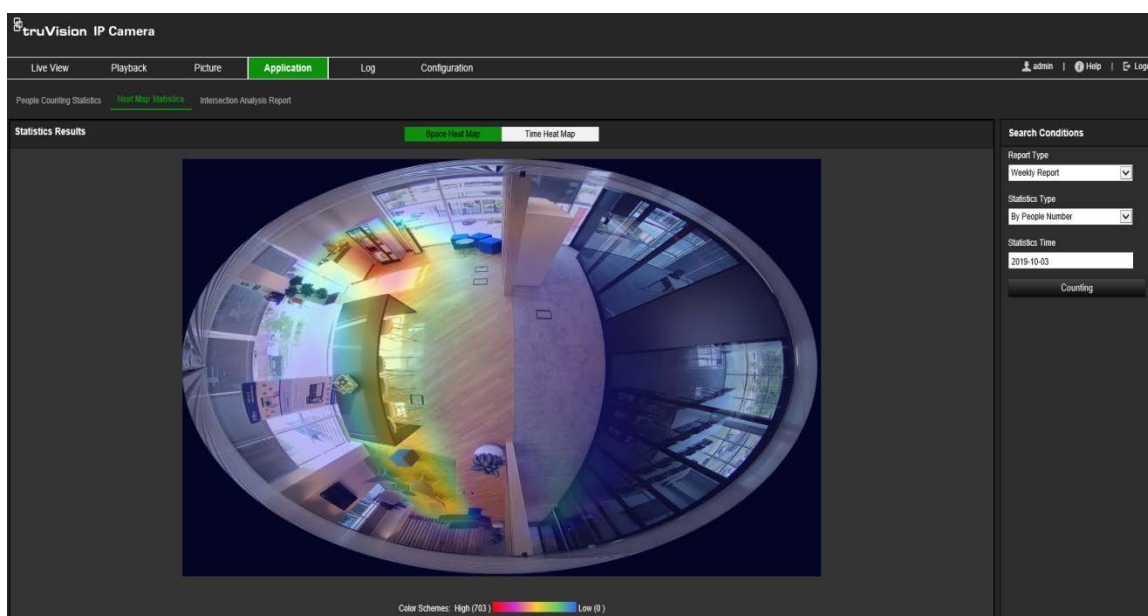 truVision IP Camera
Live View Playback Picture Application Log Configuration admin | Help | Logo
People Counting Statistics Heat Map Statistics Intersection Analysis Report
Statistics Results Space Heat Map Time Heat Map Search Conditions
Report Type
Weekly Report
Statistics Type
By People Number
Statistics Time
2019-10-03
Counting
Color Schemes: High (703 ) Low (0 )